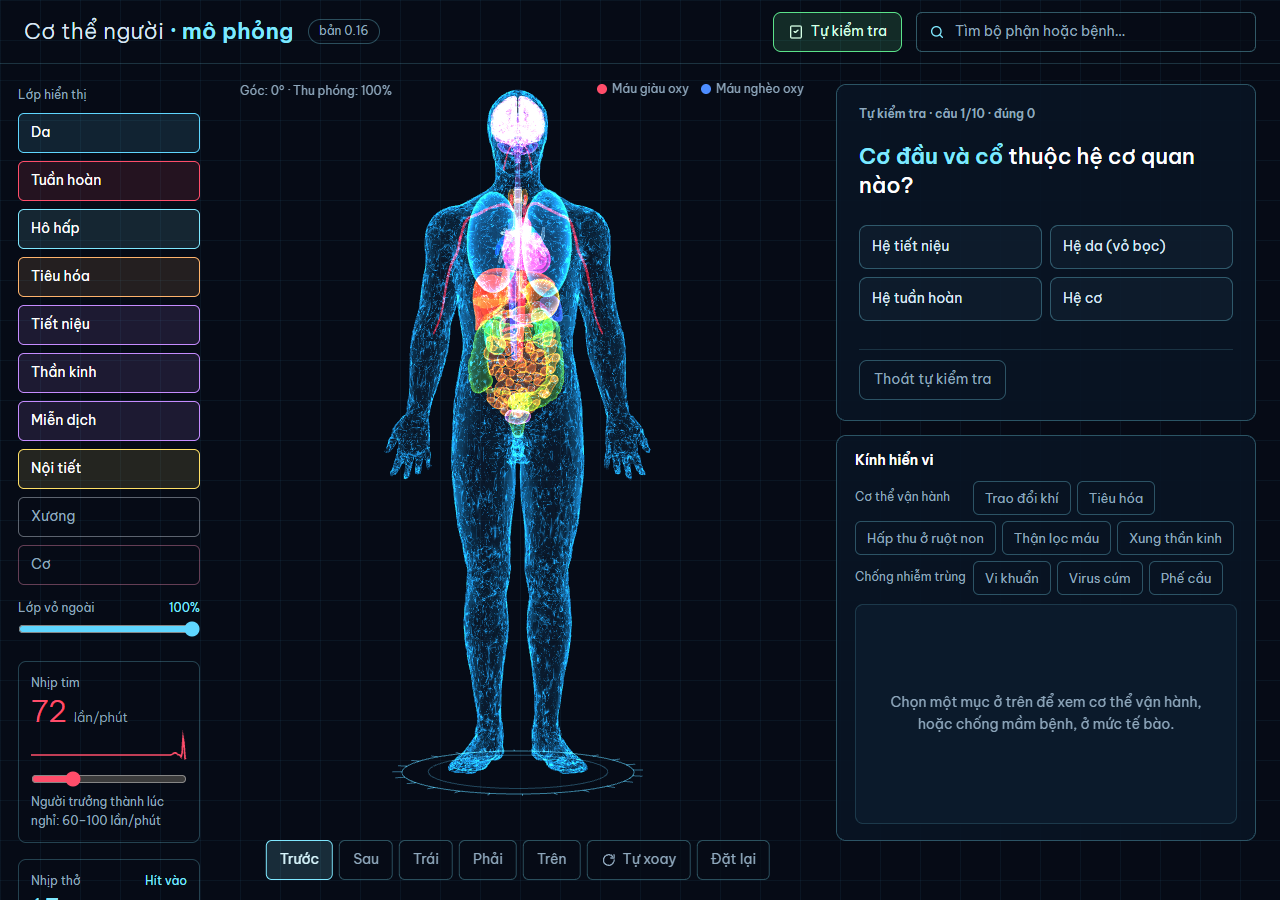 Cơ thể người · mô phỏng
bản 0.16
Tự kiểm tra
Tìm bộ phận hoặc bệnh...
Lớp hiển thị
Da
Tuần hoàn
Hô hấp
Tiêu hóa
Tiết niệu
Thần kinh
Miễn dịch
Nội tiết
Xương
Cơ
Lớp vỏ ngoài 100%
Nhịp tim
72 lần/phút
Người trưởng thành lúc
nghỉ: 60–100 lần/phút
Nhịp thở Hít vào
Góc: 0° · Thu phóng: 100%
Máu giàu oxy
Máu nghèo oxy
Trước
Sau
Trái
Phải
Trên
Tự xoay
Đặt lại
Tự kiểm tra · câu 1/10 · đúng 0
Cơ đầu và cổ thuộc hệ cơ quan
nào?
Hệ tiết niệu
Hệ da (vỏ bọc)
Hệ tuần hoàn
Hệ cơ
Thoát tự kiểm tra
Kính hiển vi
Cơ thể vận hành
Trao đổi khí
Tiêu hóa
Hấp thu ở ruột non
Thận lọc máu
Xung thần kinh
Chống nhiễm trùng
Vi khuẩn
Virus cúm
Phế cầu
Chọn một mục ở trên để xem cơ thể vận hành,
hoặc chống mầm bệnh, ở mức tế bào.